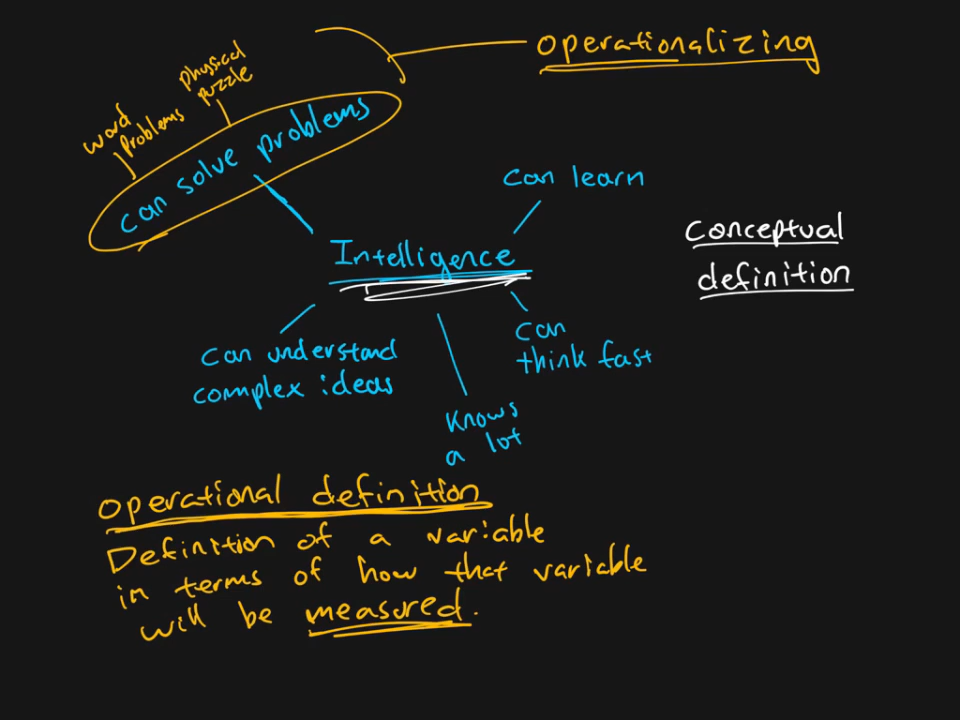 operationalizing
physical
puzzle
word
problems
can solve problems
can learn
Intelligence
conceptual
definition
can understand
complex ideas
can
think fast
Knows
a lot
operational definition
Definition of a variable
in terms of how that variable
will be measured.